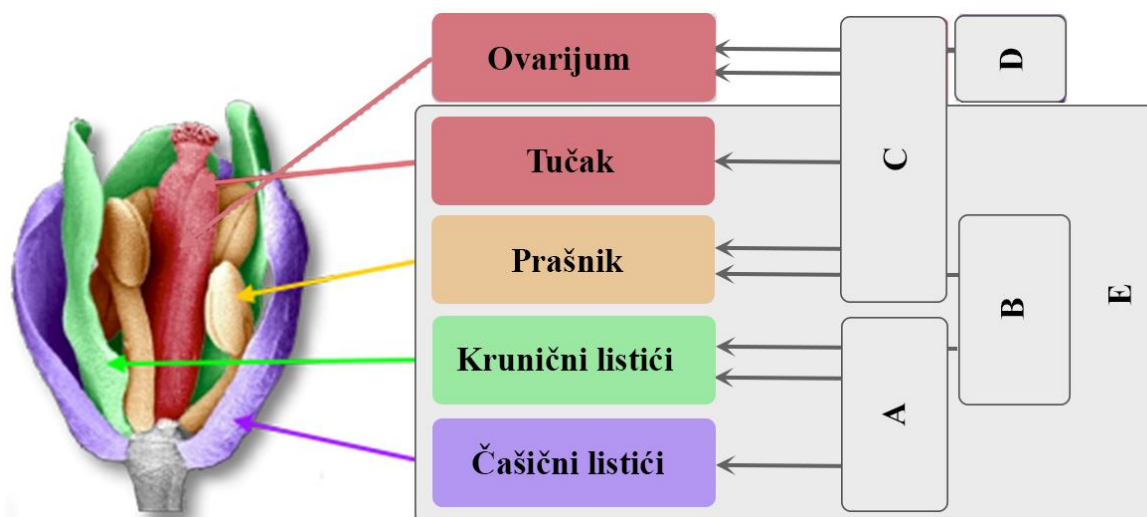 Ovarijum
D
Tučak
C
Prašnik
B
E
Krunični listići
A
Čašični listići